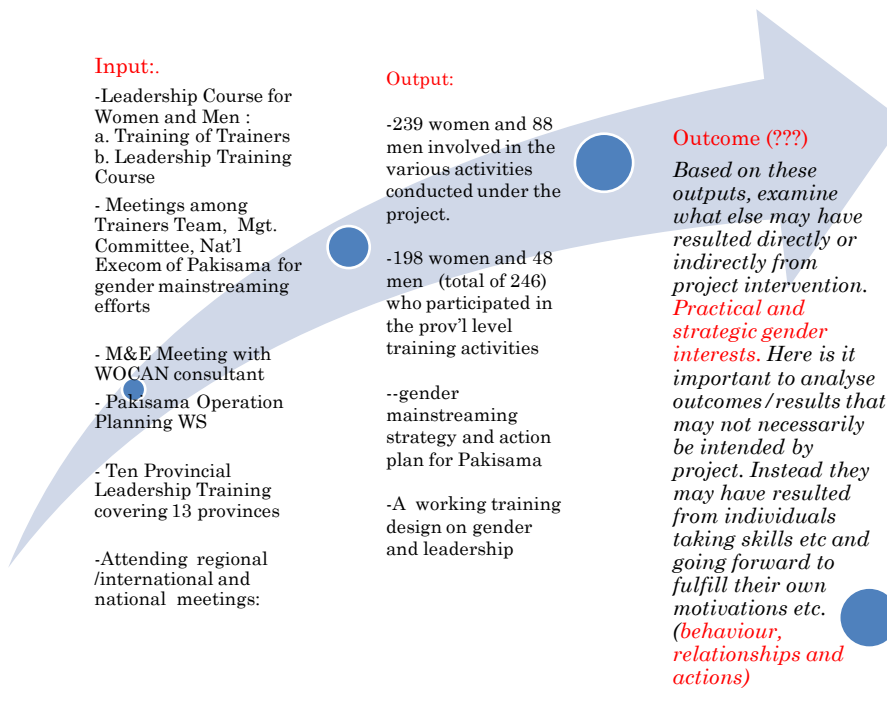 Input:.
-Leadership Course for
Women and Men :
a. Training of Trainers
b. Leadership Training
Course
- Meetings among
Trainers Team, Mgt.
Committee, Nat'l
Execom of Pakisama for
gender mainstreaming
efforts
- M&E Meeting with
WOCAN consultant
- Pakisama Operation
Planning WS
- Ten Provincial
Leadership Training
covering 13 provinces
-Attending regional
/international and
national meetings:
Output:
-239 women and 88
men involved in the
various activities
conducted under the
project.
-198 women and 48
men (total of 246)
who participated in
the prov'l level
training activities
--gender
mainstreaming
strategy and action
plan for Pakisama
-A working training
design on gender
and leadership
Outcome (???)
Based on these
outputs, examine
what else may have
resulted directly or
indirectly from
project intervention.
Practical and
strategic gender
interests. Here is it
important to analyse
outcomes/results that
may not necessarily
be intended by
project. Instead they
may have resulted
from individuals
taking skills etc and
going forward to
fulfill their own
motivations etc.
(behaviour,
relationships and
actions)